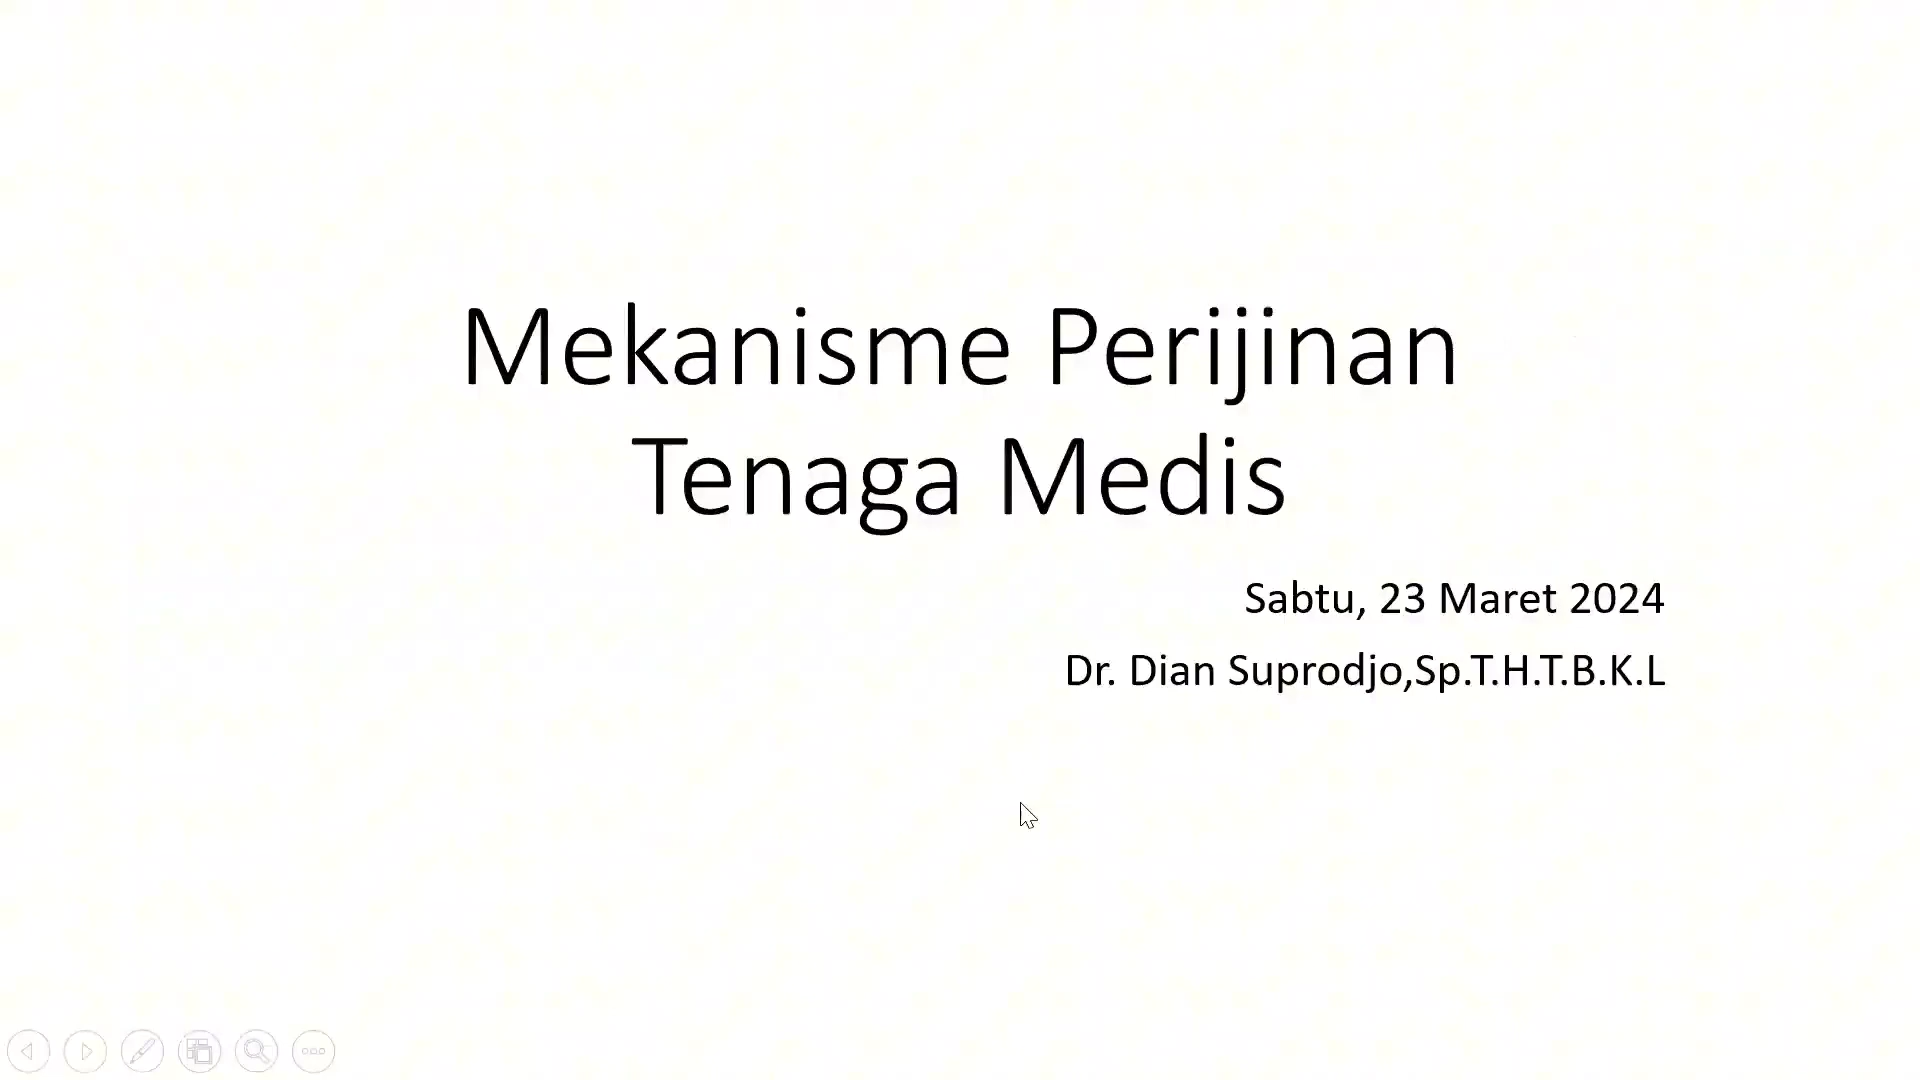 Mekanisme Perijinan
Tenaga Medis
Sabtu, 23 Maret 2024
Dr. Dian Suprodjo,Sp.T.H.T.B.K.L